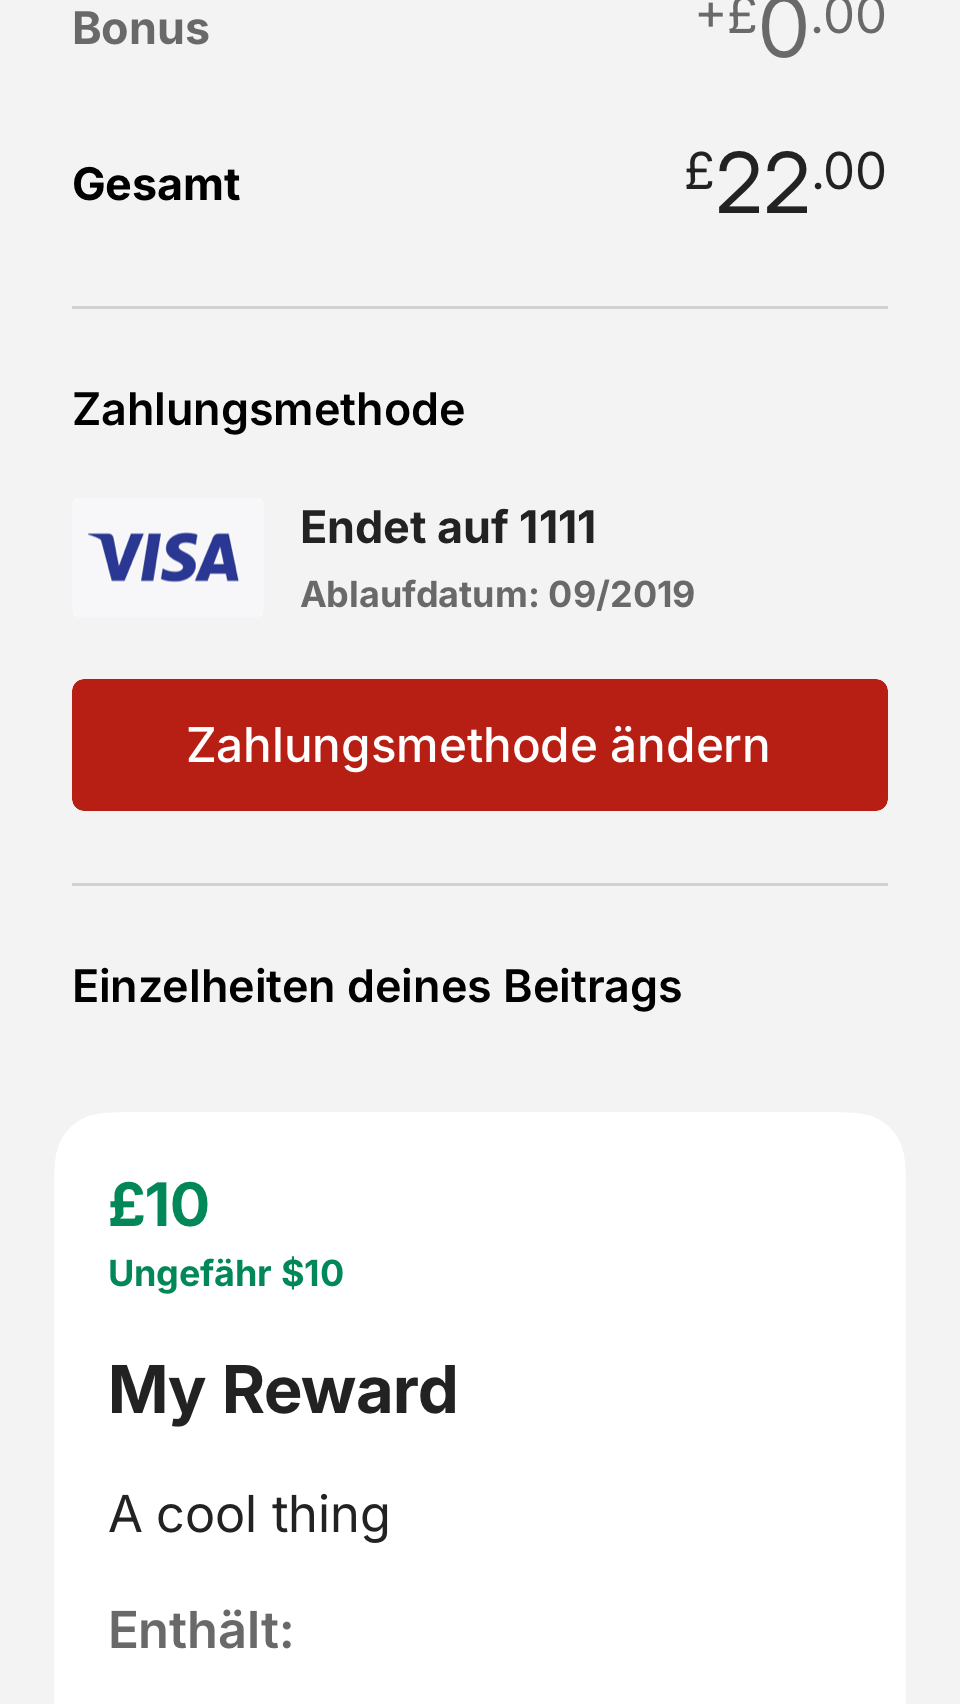 Bonus +£0.00
Gesamt £22.00
Zahlungsmethode
VISA
Endet auf 1111
Ablaufdatum: 09/2019
Zahlungsmethode ändern
Einzelheiten deines Beitrags
£10
Ungefähr $10
My Reward
A cool thing
Enthält: